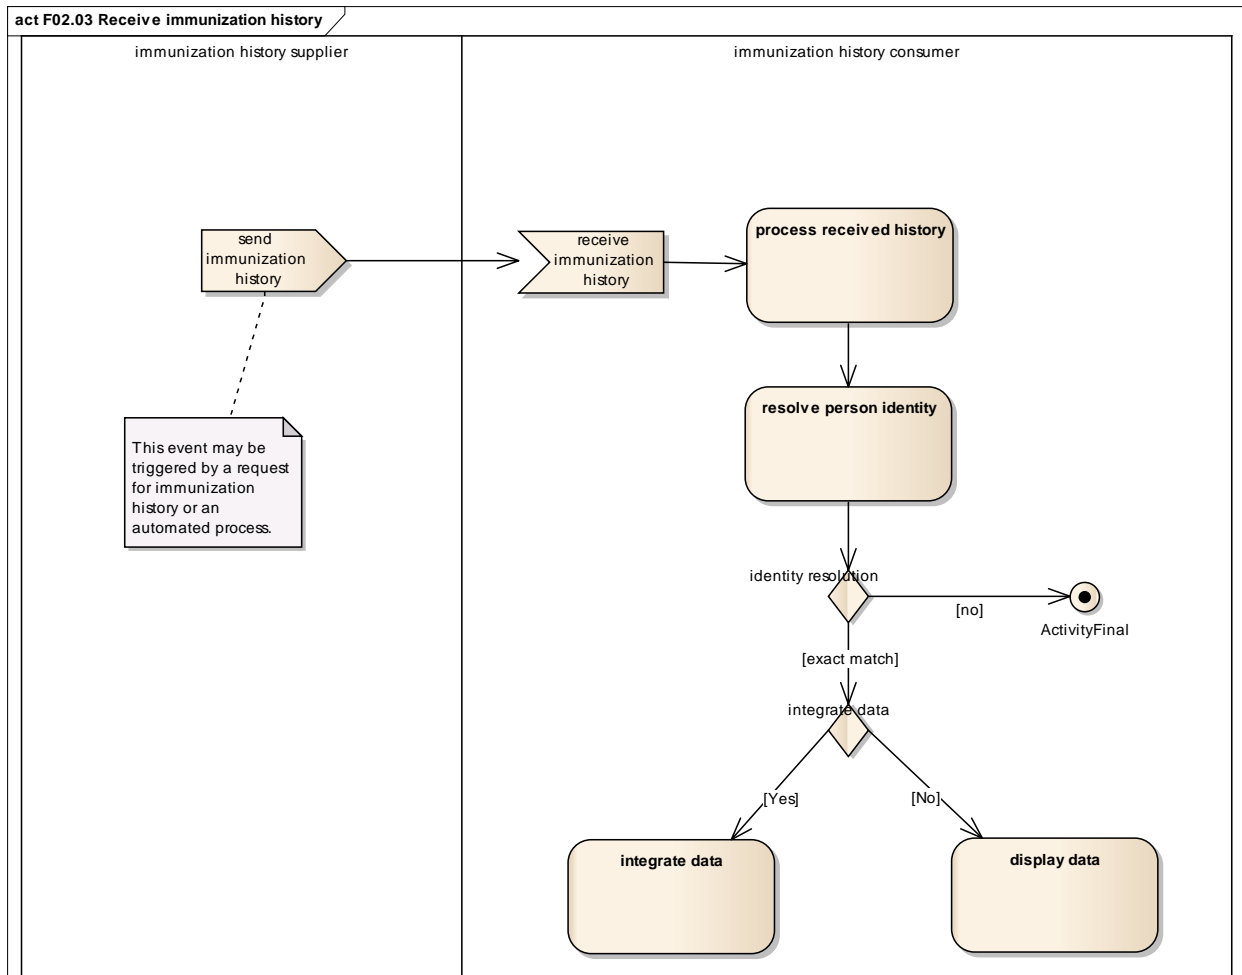 act F02.03 Receive immunization history
immunization history supplier
immunization history consumer
send
immunization
history
receive
immunization
history
process received history
This event may be
triggered by a request
for immunization
history or an
automated process.
resolve person identity
identity resolution
[no]
ActivityFinal
[exact match]
integrate data
[Yes]
[No]
integrate data
display data